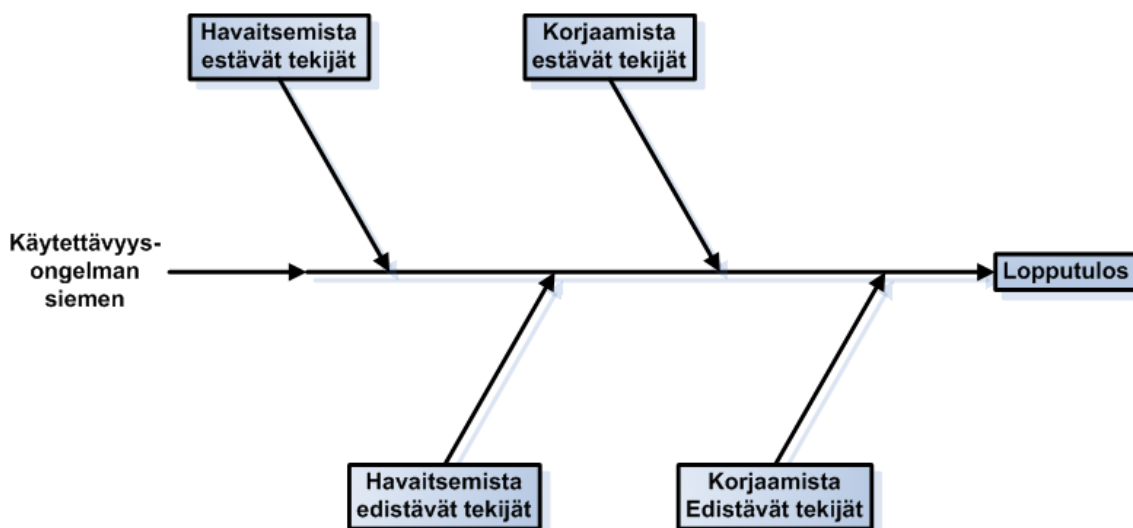 Havaitsemista
estävät tekijät
Korjaamista
estävät tekijät
Käytettävyys-
ongelman
siemen
Lopputulos
Havaitsemista
edistävät tekijät
Korjaamista
Edistävät tekijät